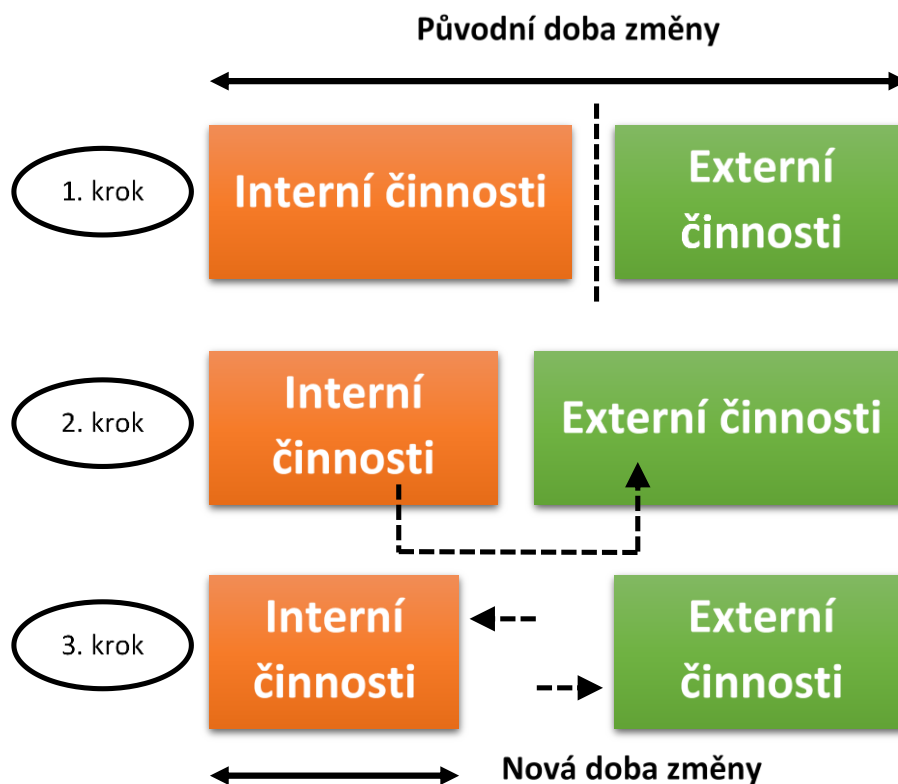 Původní doba změny
1. krok
Interní činnosti
Externí
činnosti
2. krok
Interní
činnosti
Externí činnosti
3. krok
Interní
činnosti
Externí
činnosti
Nová doba změny